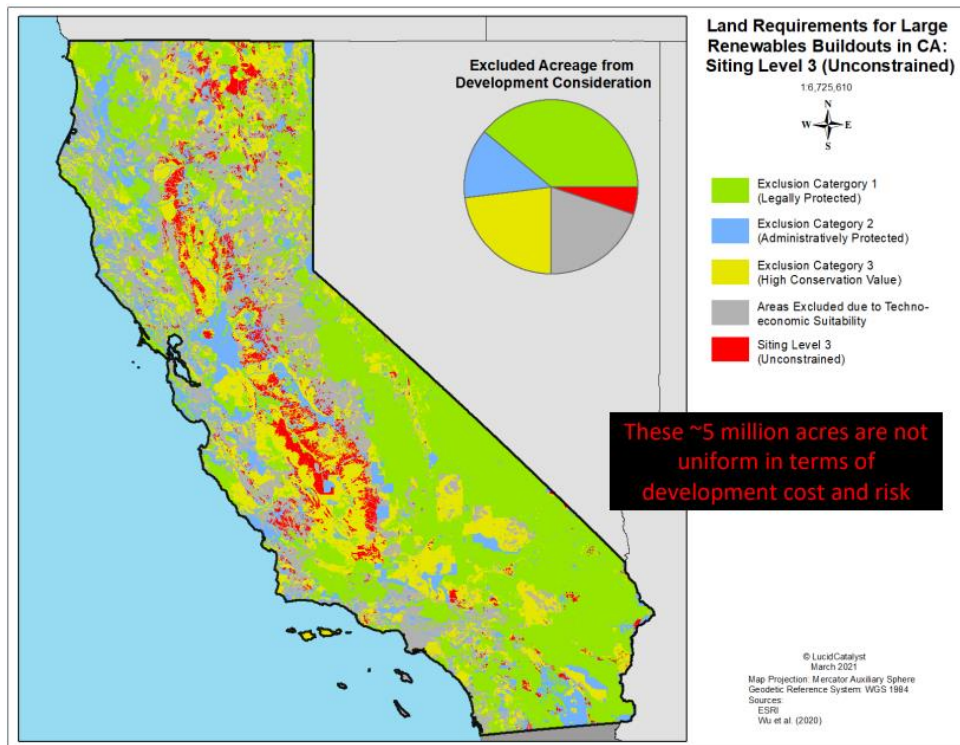 Land Requirements for Large
Renewables Buildouts in CA:
Siting Level 3 (Unconstrained)
1:6,725,610
N
W E
S
Excluded Acreage from
Development Consideration
Exclusion Catergory 1
(Legally Protected)
Exclusion Category 2
(Administratively Protected)
Exclusion Category 3
(High Conservation Value)
Areas Excluded due to Techno-
economic Suitability
Siting Level 3
(Unconstrained)
These ~5 million acres are not
uniform in terms of
development cost and risk
© LucidCatalyst
March 2021
Map Projection: Mercator Auxiliary Sphere
Geodetic Reference System: WGS 1984
Sources:
ESRI
Wu et al. (2020)